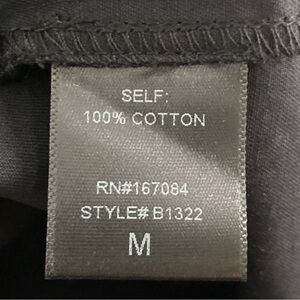 SELF:
100% COTTON
RN#167084
STYLE# B1322
M